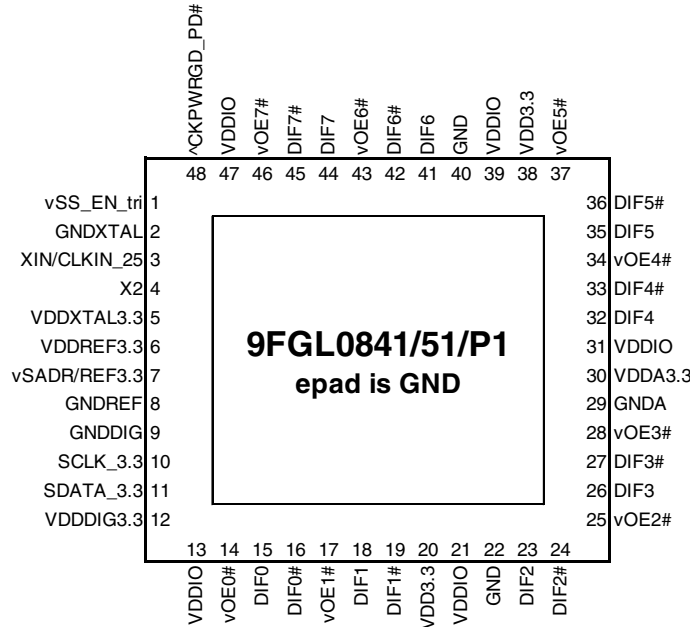 ^CKPWRGD_PD#
VDDIO
vOE7#
DIF7#
DIF7
vOE6#
DIF6#
DIF6
GND
VDDIO
VDD3.3
vOE5#
48 47 46 45 44 43 42 41 40 39 38 37
vSS_EN_tri 1
GNDXTAL 2
XIN/CLKIN_25 3
X2 4
VDDXTAL3.3 5
VDDREF3.3 6
vSADR/REF3.3 7
GNDREF 8
GNDDIG 9
SCLK_3.3 10
SDATA_3.3 11
VDDDIG3.3 12
9FGL0841/51/P1
epad is GND
36 DIF5#
35 DIF5
34 vOE4#
33 DIF4#
32 DIF4
31 VDDIO
30 VDDA3.3
29 GNDA
28 vOE3#
27 DIF3#
26 DIF3
25 vOE2#
13 14 15 16 17 18 19 20 21 22 23 24
VDDIO
vOE0#
DIF0
DIF0#
vOE1#
DIF1
DIF1#
VDD3.3
VDDIO
GND
DIF2
DIF2#